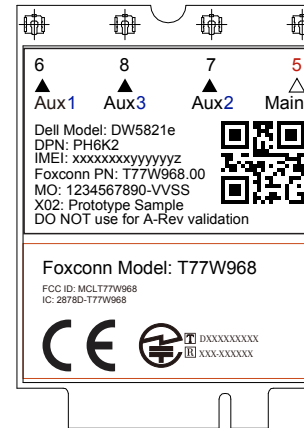 6 8 7 5
Aux1 Aux3 Aux2 Main
Dell Model: DW5821e
DPN: PH6K2
IMEI: xxxxxxxxyyyyyyz
Foxconn PN: T77W968.00
MO: 1234567890-VVSS
X02: Prototype Sample
DO NOT use for A-Rev validation
Foxconn Model: T77W968
FCC ID: MCLT77W968
IC: 2878D-T77W968
CE
T DXXXXXXXXX
R XXX-XXXXXX